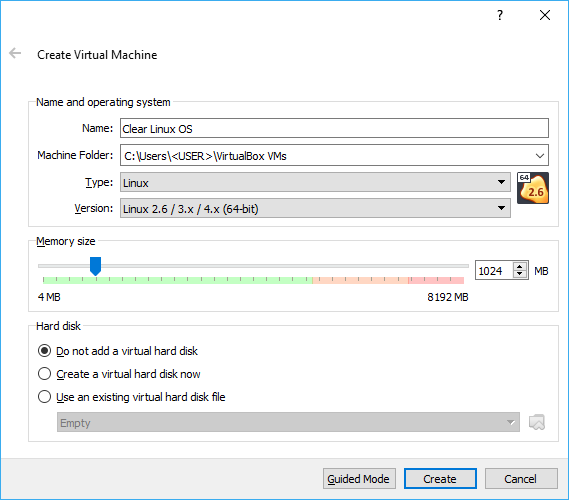 ?
Create Virtual Machine
Name and operating system
Name: Clear Linux OS
Machine Folder: C:\Users\<USER>\VirtualBox VMs
Type: Linux
64
Version: Linux 2.6 / 3.x / 4.x (64-bit)
2.6
Memory size
1024 MB
4 MB 8192 MB
Hard disk
Do not add a virtual hard disk
Create a virtual hard disk now
Use an existing virtual hard disk file
Empty
Guided Mode Create Cancel